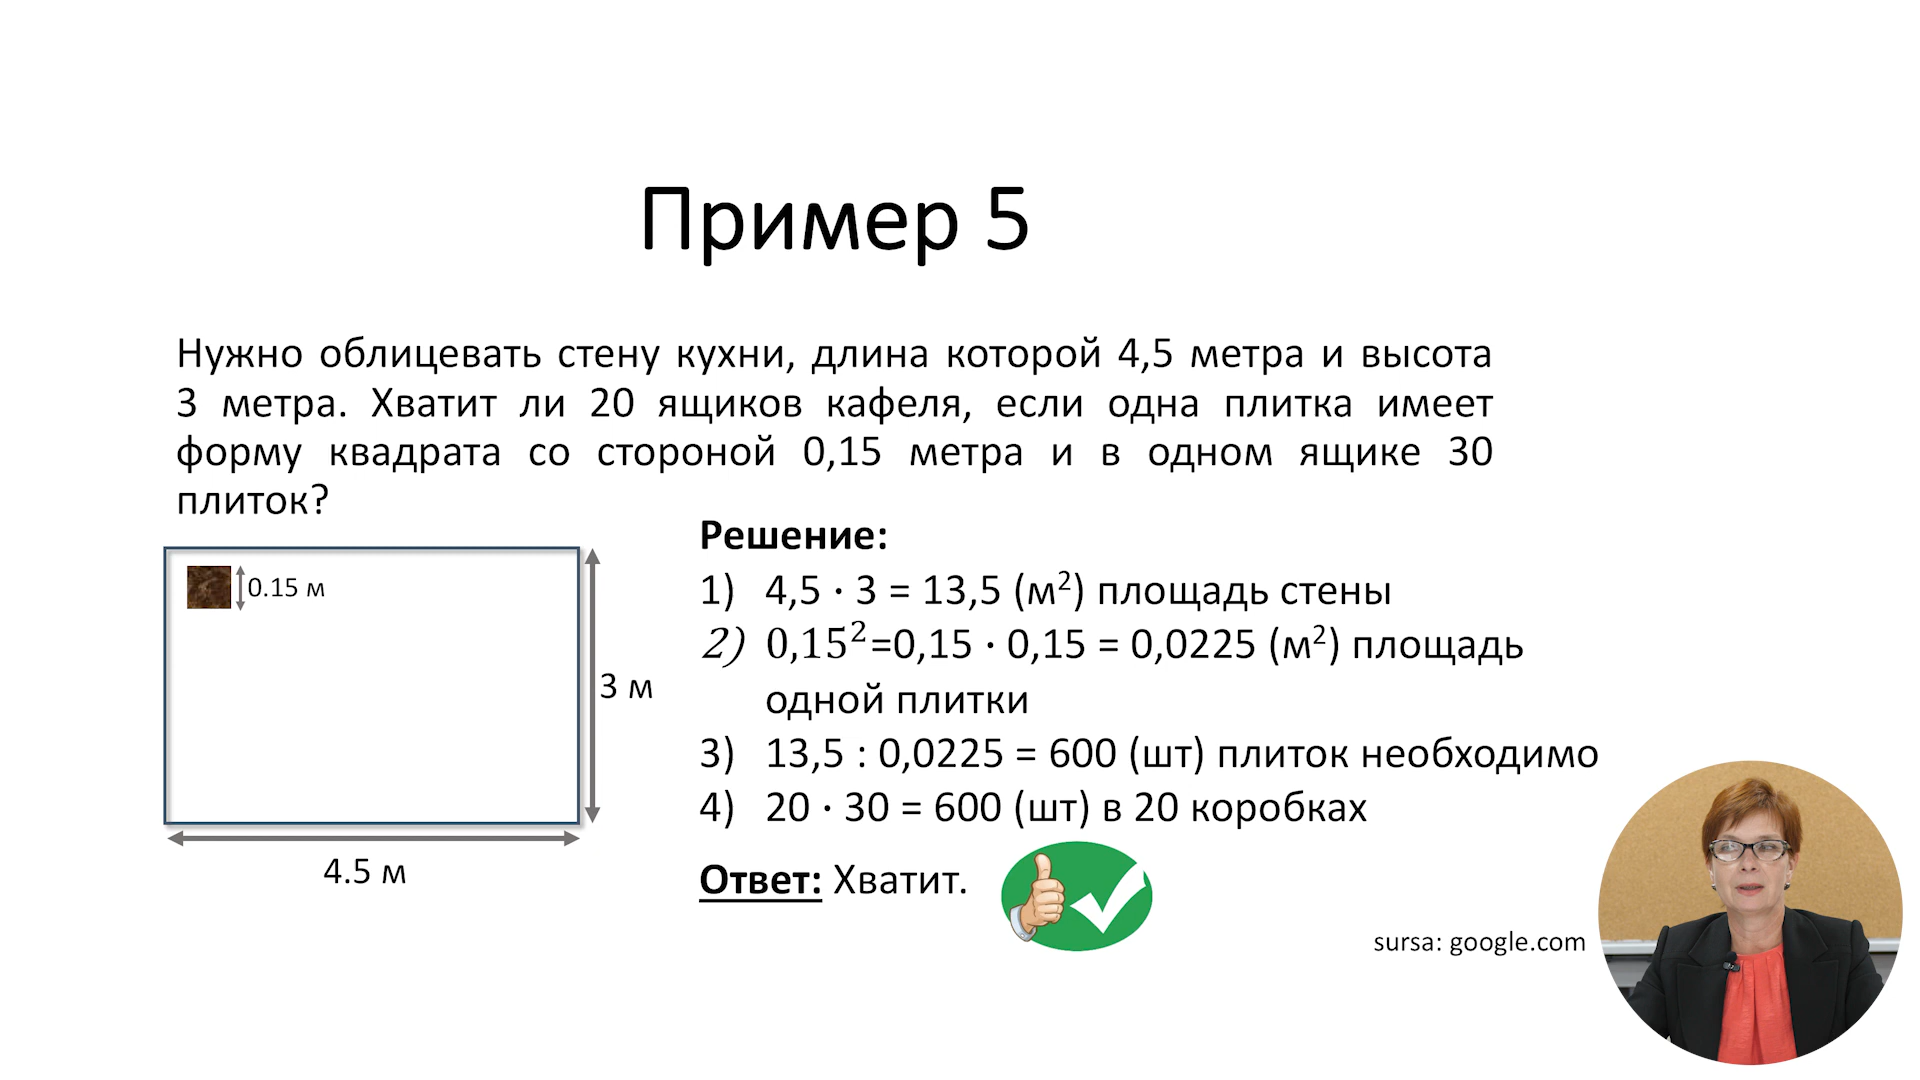 Пример 5
Нужно облицевать стену кухни, длина которой 4,5 метра и высота
3 метра. Хватит ли 20 ящиков кафеля, если одна плитка имеет
форму квадрата со стороной 0,15 метра и в одном ящике 30
плиток?
0.15 м
3 м
4.5 м
Решение:
1) 4,5 · 3 = 13,5 (м²) площадь стены
2) 0,15²=0,15 · 0,15 = 0,0225 (м²) площадь
одной плитки
3) 13,5 : 0,0225 = 600 (шт) плиток необходимо
4) 20 · 30 = 600 (шт) в 20 коробках
Ответ: Хватит.
sursa: google.com